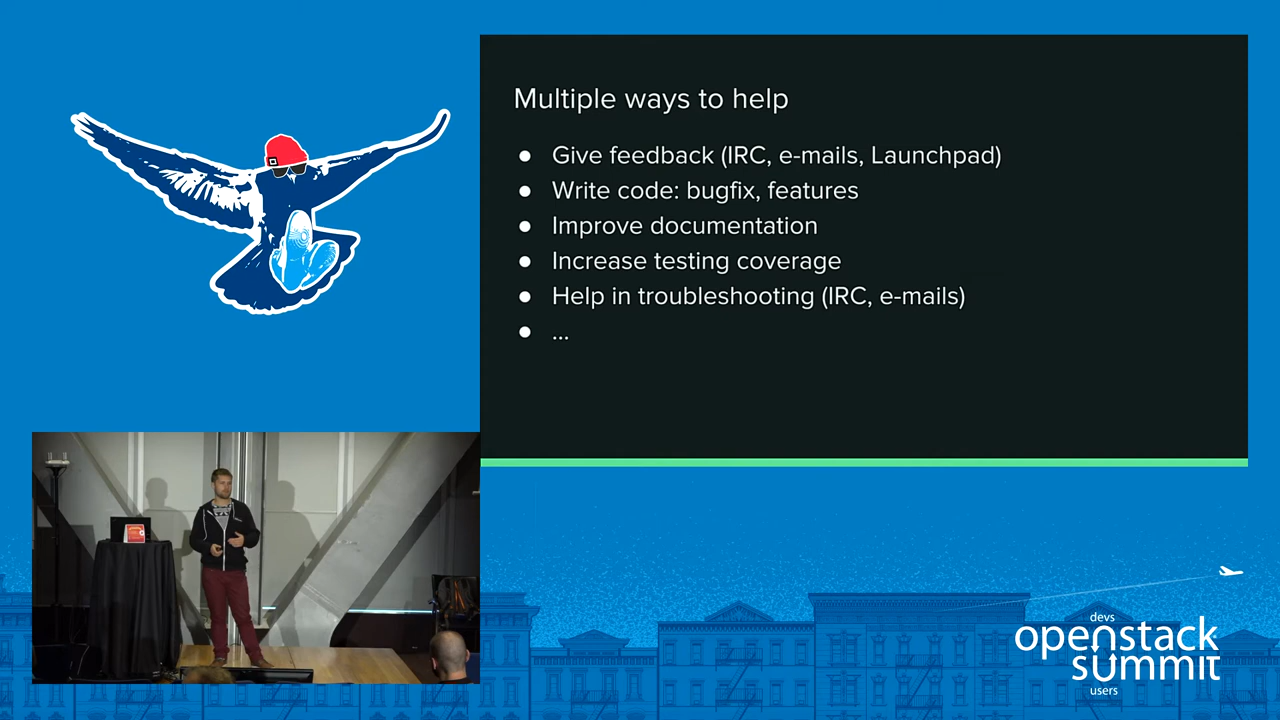 Multiple ways to help
● Give feedback (IRC, e-mails, Launchpad)
● Write code: bugfix, features
● Improve documentation
● Increase testing coverage
● Help in troubleshooting (IRC, e-mails)
● ...
devs
openstack
summit
users